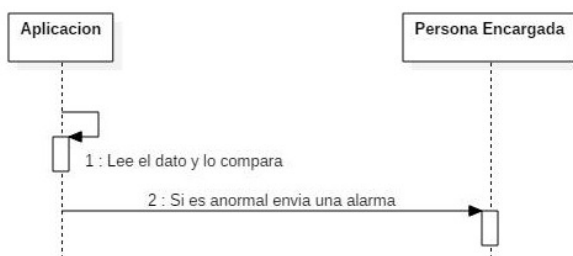 Aplicacion
Persona Encargada
1 : Lee el dato y lo compara
2 : Si es anormal envia una alarma